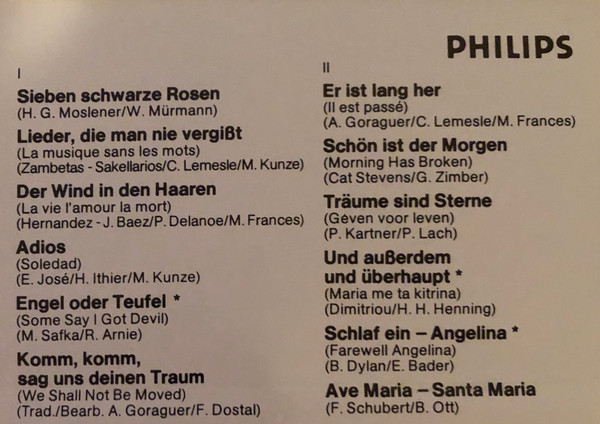 PHILIPS
I
Sieben schwarze Rosen
(H. G. Moslener/W. Mürmann)
Lieder, die man nie vergißt
(La musique sans les mots)
(Zambetas - Sakellarios/C. Lemesle/M. Kunze)
Der Wind in den Haaren
(La vie l'amour la mort)
(Hernandez - J. Baez/P. Delanoe/M. Frances)
Adios
(Soledad)
(E. José/H. Ithier/M. Kunze)
Engel oder Teufel *
(Some Say I Got Devil)
(M. Safka/R. Arnie)
Komm, komm,
sag uns deinen Traum
(We Shall Not Be Moved)
(Trad./Bearb. A. Goraguer/F. Dostal)
II
Er ist lang her
(Il est passé)
(A. Goraguer/C. Lemesle/M. Frances)
Schön ist der Morgen
(Morning Has Broken)
(Cat Stevens/G. Zimber)
Träume sind Sterne
(Géven voor leven)
(P. Kartner/P. Lach)
Und außerdem
und überhaupt *
(Maria me ta kitrina)
(Dimitriou/H. H. Henning)
Schlaf ein – Angelina *
(Farewell Angelina)
(B. Dylan/E. Bader)
Ave Maria – Santa Maria
(F. Schubert/B. Ott)